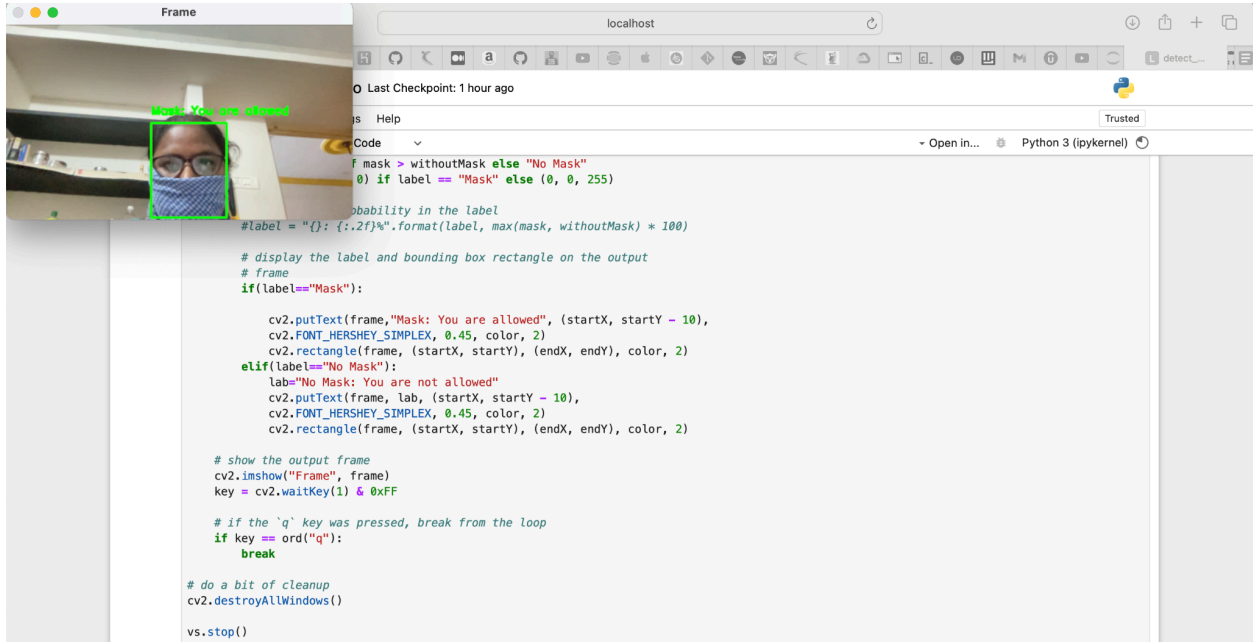 Frame
localhost
detect_...
Mask: You are allowed
o Last Checkpoint: 1 hour ago
gs Help
Trusted
Code
Open in...
Python 3 (ipykernel)
f mask > withoutMask else "No Mask"
0) if label == "Mask" else (0, 0, 255)
obability in the label
#label = "{}: {:.2f}%".format(label, max(mask, withoutMask) * 100)
# display the label and bounding box rectangle on the output
# frame
if(label=="Mask"):
cv2.putText(frame,"Mask: You are allowed", (startX, startY - 10),
cv2.FONT_HERSHEY_SIMPLEX, 0.45, color, 2)
cv2.rectangle(frame, (startX, startY), (endX, endY), color, 2)
elif(label=="No Mask"):
lab="No Mask: You are not allowed"
cv2.putText(frame, lab, (startX, startY - 10),
cv2.FONT_HERSHEY_SIMPLEX, 0.45, color, 2)
cv2.rectangle(frame, (startX, startY), (endX, endY), color, 2)
# show the output frame
cv2.imshow("Frame", frame)
key = cv2.waitKey(1) & 0xFF
# if the `q` key was pressed, break from the loop
if key == ord("q"):
break
# do a bit of cleanup
cv2.destroyAllWindows()
vs.stop()